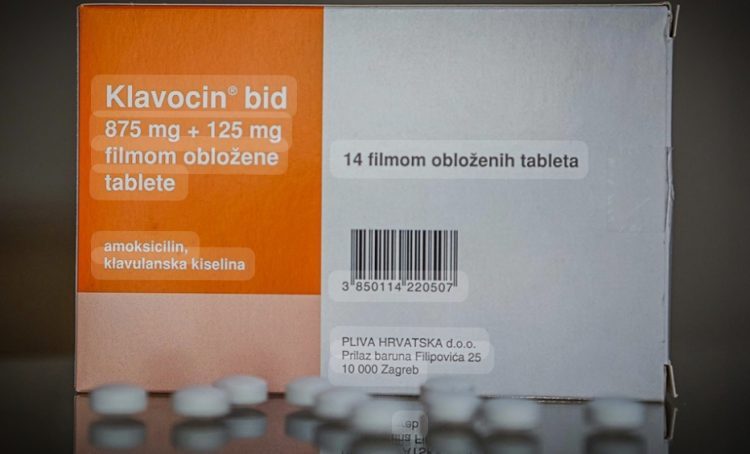 Klavocin® bid
875 mg + 125 mg
filmom obložene
tablete
amoksicilin,
klavulanska kiselina
14 filmom obloženih tableta
3 850114 220507
PLIVA HRVATSKA d.o.o.
Prilaz baruna Filipovića 25
10 000 Zagreb